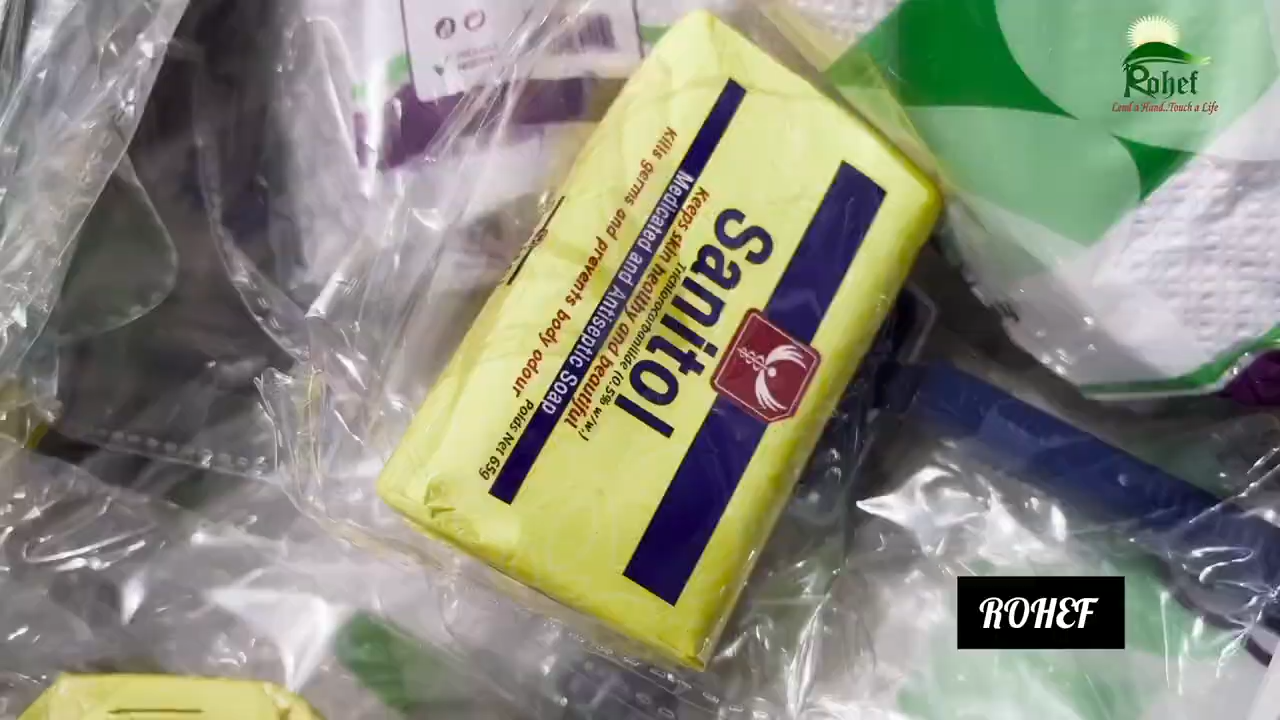 Rohef
Lend a Hand..Touch a Life
Sanitol
Trichlorocarbanilide (0.5% w/w.)
Keeps skin healthy and beautiful
Medicated and Antiseptic Soap
Kills germs and prevents body odour
Poids Net 65g
ROHEF